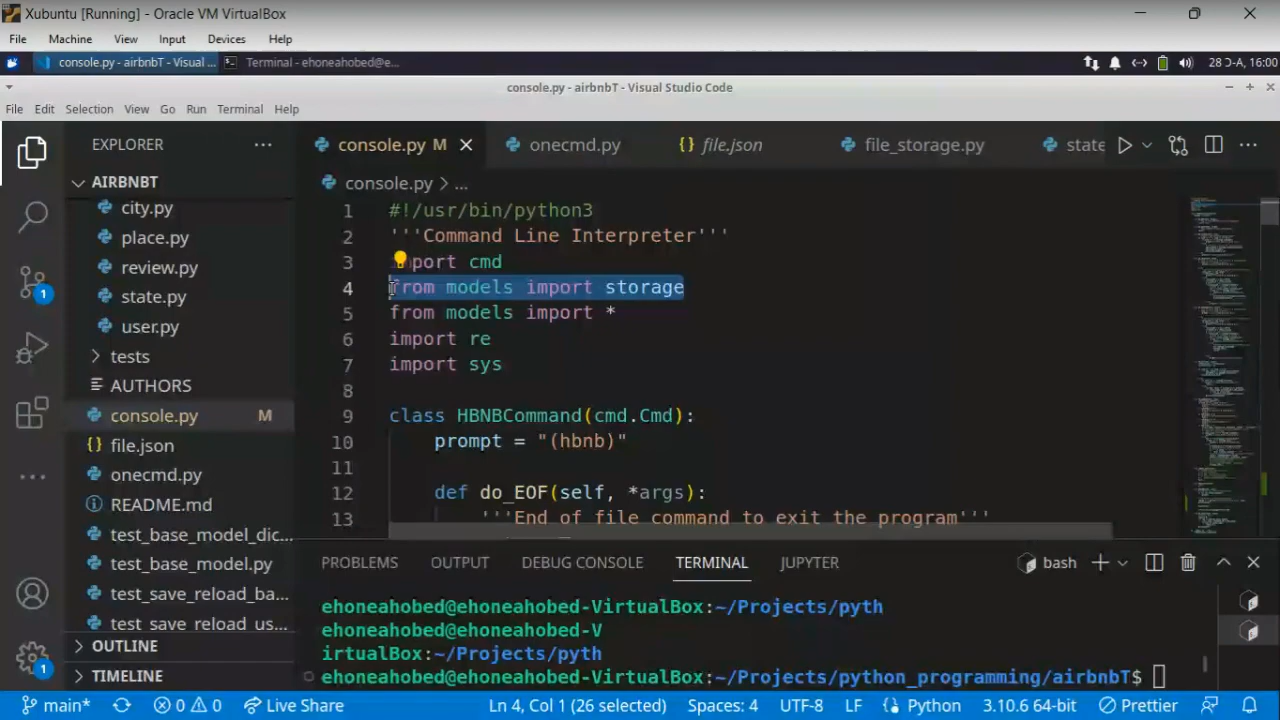 Xubuntu [Running] - Oracle VM VirtualBox
File Machine View Input Devices Help
console.py - airbnbT - Visual ... Terminal - ehoneahobed@e...
16:00
console.py - airbnbT - Visual Studio Code
File Edit Selection View Go Run Terminal Help
EXPLORER
console.py M onecmd.py file.json file_storage.py state
AIRBNBT
console.py > ...
city.py
place.py
review.py
state.py
user.py
tests
AUTHORS
console.py M
file.json
onecmd.py
README.md
test_base_model_dic...
test_base_model.py
test_save_reload_ba...
test_save_reload_us...
OUTLINE
TIMELINE
1
1
1 #!/usr/bin/python3
2 '''Command Line Interpreter'''
3 import cmd
4 from models import storage
5 from models import *
6 import re
7 import sys
8
9 class HBNBCommand(cmd.Cmd):
10 prompt = "(hbnb)"
11
12 def do_EOF(self, *args):
13 '''End of file command to exit the program'''
PROBLEMS OUTPUT DEBUG CONSOLE TERMINAL JUPYTER bash
ehoneahobed@ehoneahobed-VirtualBox:~/Projects/pyth
ehoneahobed@ehoneahobed-V
irtualBox:~/Projects/pyth
ehoneahobed@ehoneahobed-VirtualBox:~/Projects/python_programming/airbnbT$
main* 0 0 Live Share Ln 4, Col 1 (26 selected) Spaces: 4 UTF-8 LF Python 3.10.6 64-bit Prettier